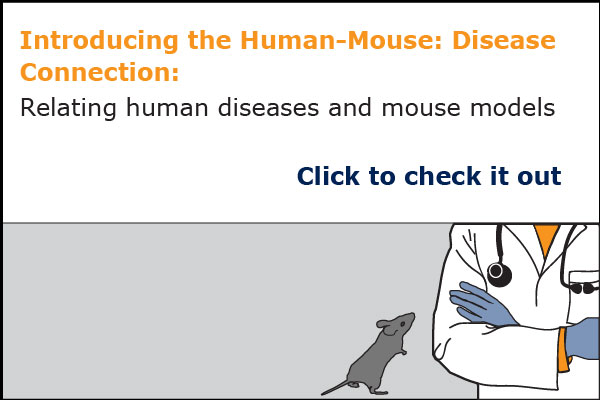 Introducing the Human-Mouse: Disease
Connection:
Relating human diseases and mouse models
Click to check it out